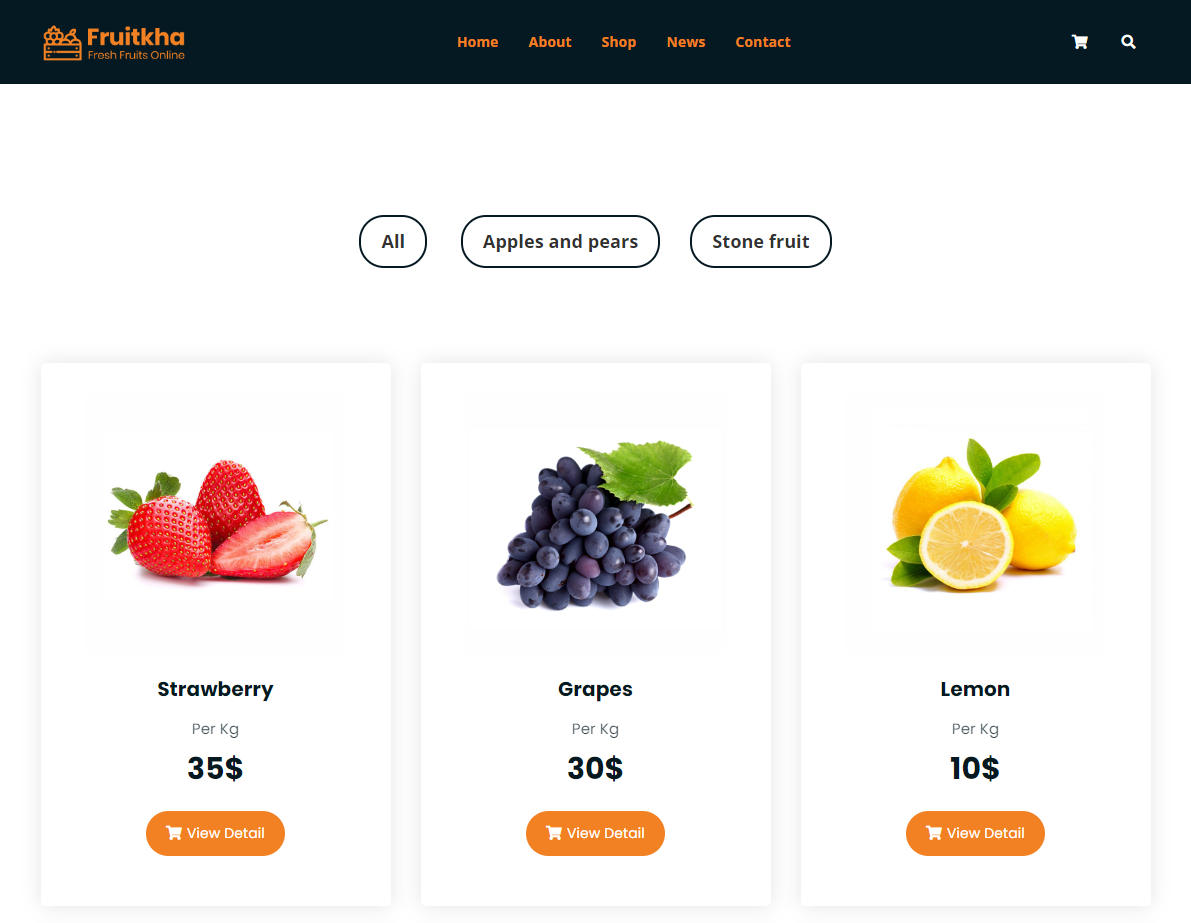 Fruitkha
Fresh Fruits Online
Home About Shop News Contact
All Apples and pears Stone fruit
Strawberry
Per Kg
35$
View Detail
Grapes
Per Kg
30$
View Detail
Lemon
Per Kg
10$
View Detail